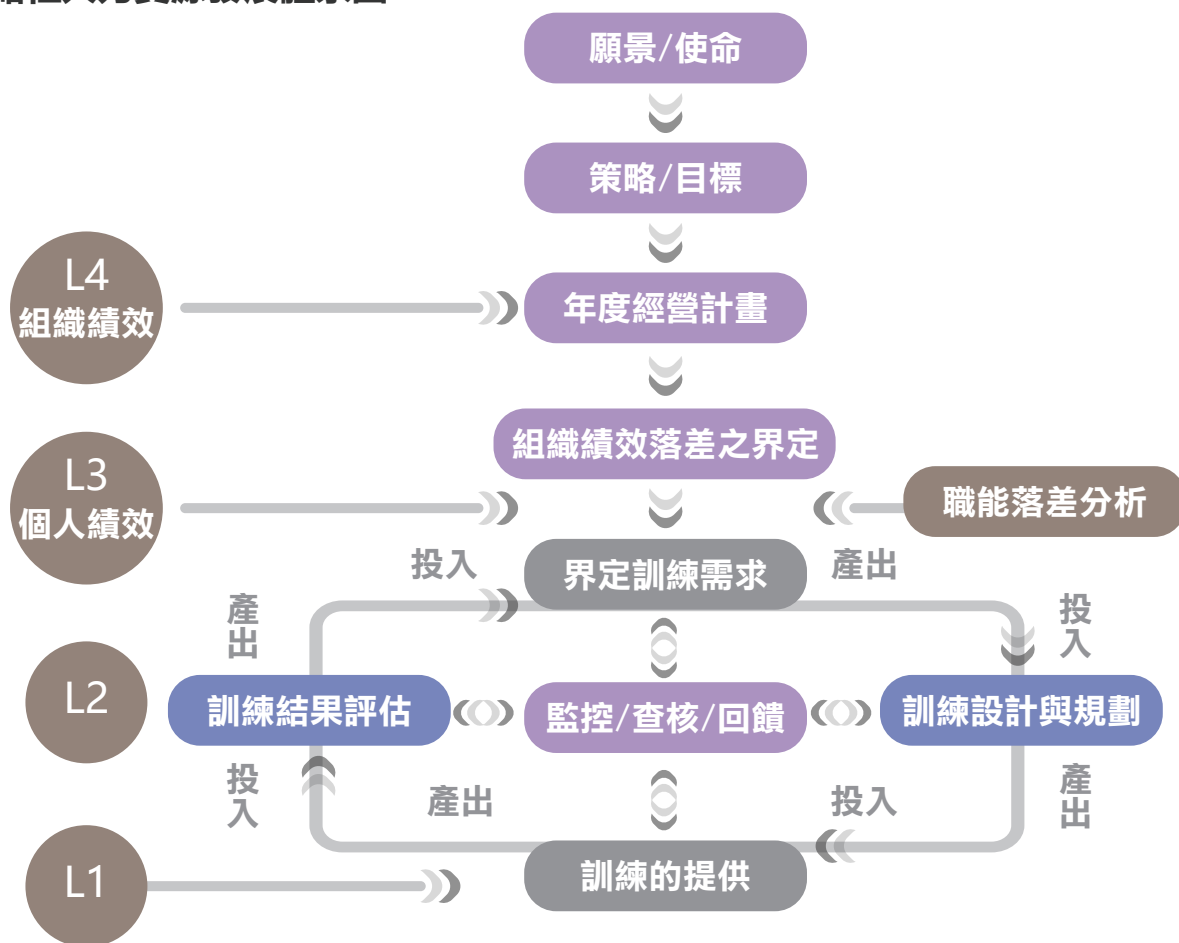 願景/使命
策略/目標
L4
組織績效
年度經營計畫
組織績效落差之界定
L3
個人績效
職能落差分析
投入
界定訓練需求
產出
產出
投入
L2
訓練結果評估
監控/查核/回饋
訓練設計與規劃
投入
產出
投入
產出
L1
訓練的提供